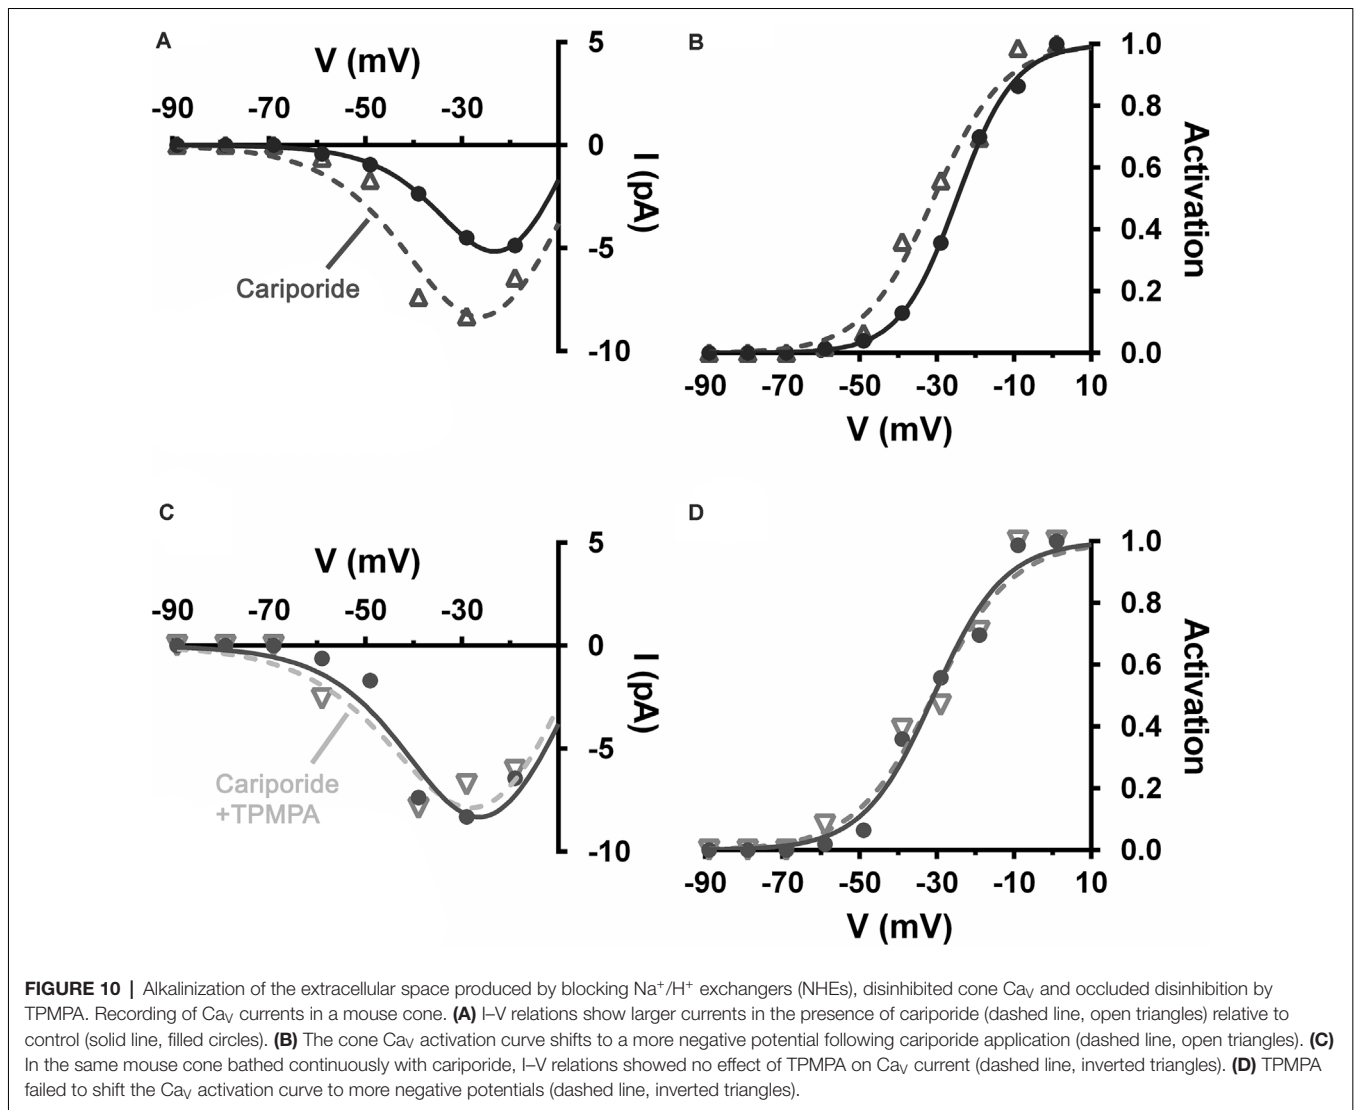 A
V (mV)
-90 -70 -50 -30
5
0
-5
-10
I (pA)
Cariporide
B
1.0
0.8
0.6
0.4
0.2
0.0
Activation
-90 -70 -50 -30 -10 10
V (mV)
C
V (mV)
-90 -70 -50 -30
5
0
-5
-10
I (pA)
Cariporide
+TPMPA
D
1.0
0.8
0.6
0.4
0.2
0.0
Activation
-90 -70 -50 -30 -10 10
V (mV)
FIGURE 10 | Alkalinization of the extracellular space produced by blocking Na⁺/H⁺ exchangers (NHEs), disinhibited cone CaV and occluded disinhibition by
TPMPA. Recording of CaV currents in a mouse cone. (A) I–V relations show larger currents in the presence of cariporide (dashed line, open triangles) relative to
control (solid line, filled circles). (B) The cone CaV activation curve shifts to a more negative potential following cariporide application (dashed line, open triangles). (C)
In the same mouse cone bathed continuously with cariporide, I–V relations showed no effect of TPMPA on CaV current (dashed line, inverted triangles). (D) TPMPA
failed to shift the CaV activation curve to more negative potentials (dashed line, inverted triangles).